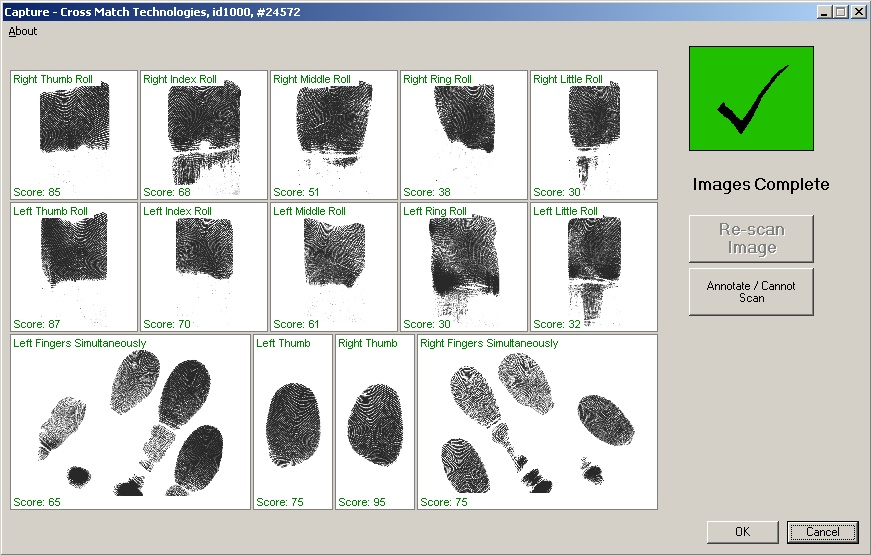 Capture - Cross Match Technologies, id1000, #24572
About
Right Thumb Roll
Score: 85
Right Index Roll
Score: 68
Right Middle Roll
Score: 51
Right Ring Roll
Score: 38
Right Little Roll
Score: 30
Left Thumb Roll
Score: 87
Left Index Roll
Score: 70
Left Middle Roll
Score: 61
Left Ring Roll
Score: 30
Left Little Roll
Score: 32
Left Fingers Simultaneously
Score: 65
Left Thumb
Score: 75
Right Thumb
Score: 95
Right Fingers Simultaneously
Score: 75
Images Complete
Re-scan
Image
Annotate / Cannot
Scan
OK
Cancel